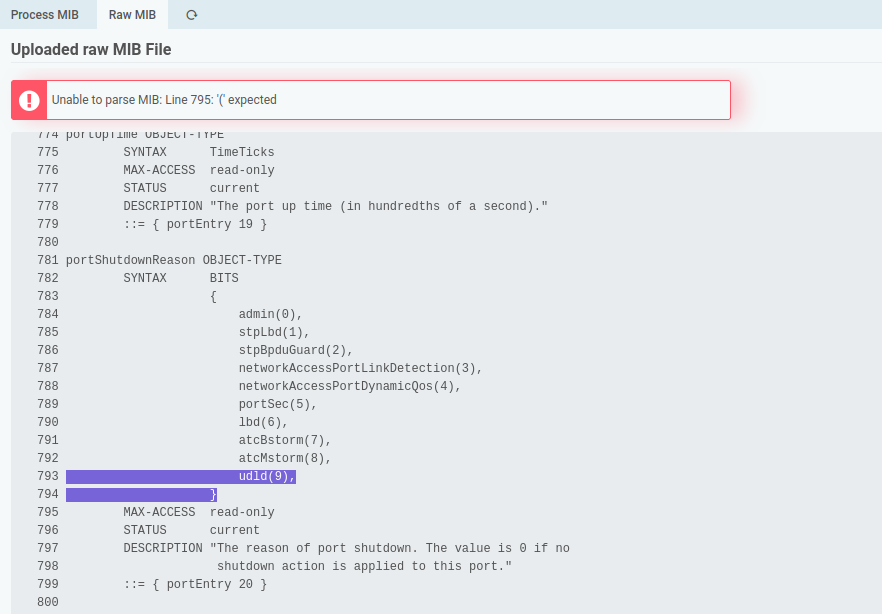 Process MIB Raw MIB
Uploaded raw MIB File
Unable to parse MIB: Line 795: '(' expected
774 portUpTime OBJECT-TYPE
775         SYNTAX      TimeTicks
776         MAX-ACCESS  read-only
777         STATUS      current
778         DESCRIPTION "The port up time (in hundredths of a second)."
779         ::= { portEntry 19 }
780
781 portShutdownReason OBJECT-TYPE
782         SYNTAX      BITS
783                     {
784                         admin(0),
785                         stpLbd(1),
786                         stpBpduGuard(2),
787                         networkAccessPortLinkDetection(3),
788                         networkAccessPortDynamicQos(4),
789                         portSec(5),
790                         lbd(6),
791                         atcBstorm(7),
792                         atcMstorm(8),
793                         udld(9),
794                     }
795         MAX-ACCESS  read-only
796         STATUS      current
797         DESCRIPTION "The reason of port shutdown. The value is 0 if no
798                      shutdown action is applied to this port."
799         ::= { portEntry 20 }
800